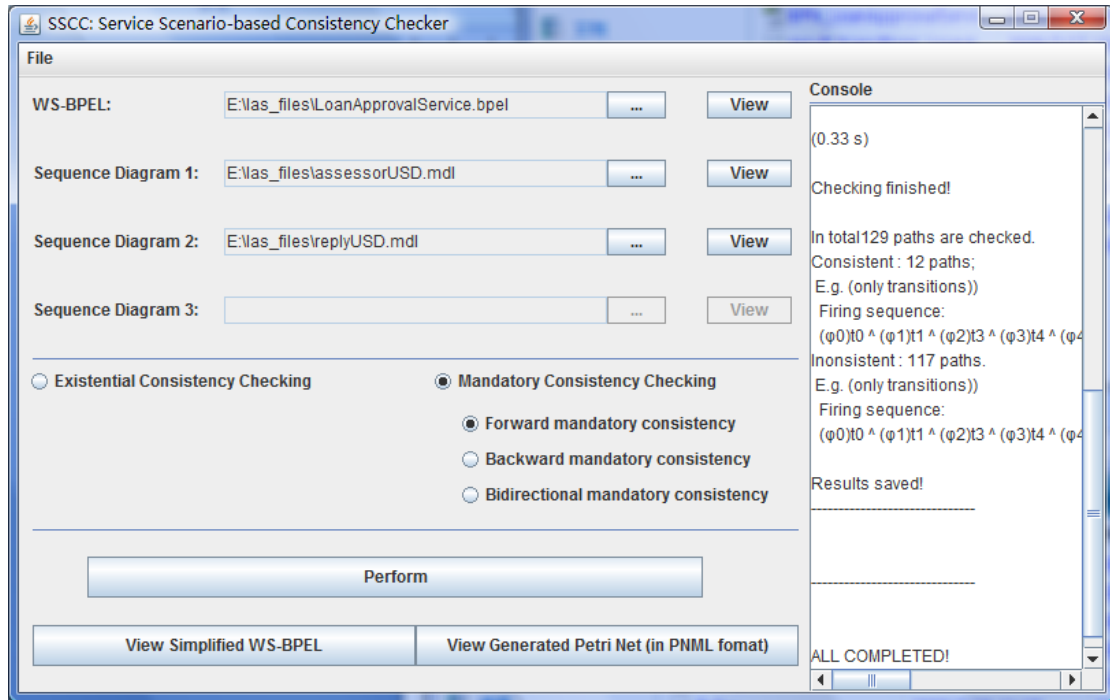 SSCC: Service Scenario-based Consistency Checker
File
WS-BPEL:
E:\las_files\LoanApprovalService.bpel
...
View
Sequence Diagram 1:
E:\las_files\assessorUSD.mdl
...
View
Sequence Diagram 2:
E:\las_files\replyUSD.mdl
...
View
Sequence Diagram 3:
...
View
Existential Consistency Checking
Mandatory Consistency Checking
Forward mandatory consistency
Backward mandatory consistency
Bidirectional mandatory consistency
Perform
View Simplified WS-BPEL
View Generated Petri Net (in PNML fomat)
Console
(0.33 s)
Checking finished!
In total129 paths are checked.
Consistent : 12 paths;
E.g. (only transitions))
Firing sequence:
(φ0)t0 ^ (φ1)t1 ^ (φ2)t3 ^ (φ3)t4 ^ (φ4
Inonsistent : 117 paths.
E.g. (only transitions))
Firing sequence:
(φ0)t0 ^ (φ1)t1 ^ (φ2)t3 ^ (φ3)t4 ^ (φ4
Results saved!
------------------------------
------------------------------
ALL COMPLETED!